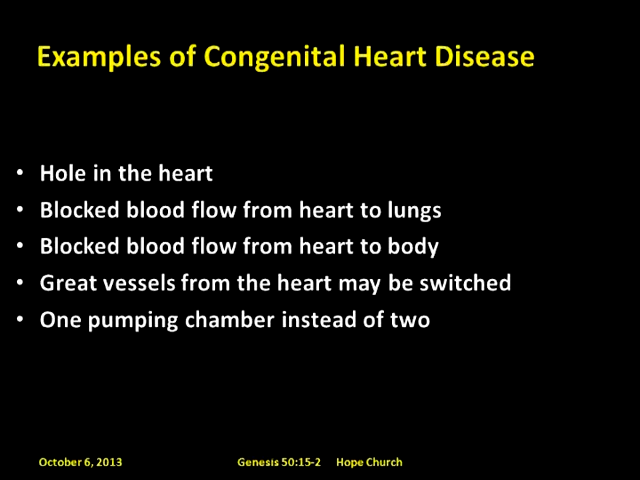 Examples of Congenital Heart Disease
• Hole in the heart
• Blocked blood flow from heart to lungs
• Blocked blood flow from heart to body
• Great vessels from the heart may be switched
• One pumping chamber instead of two
October 6, 2013 Genesis 50:15-2 Hope Church